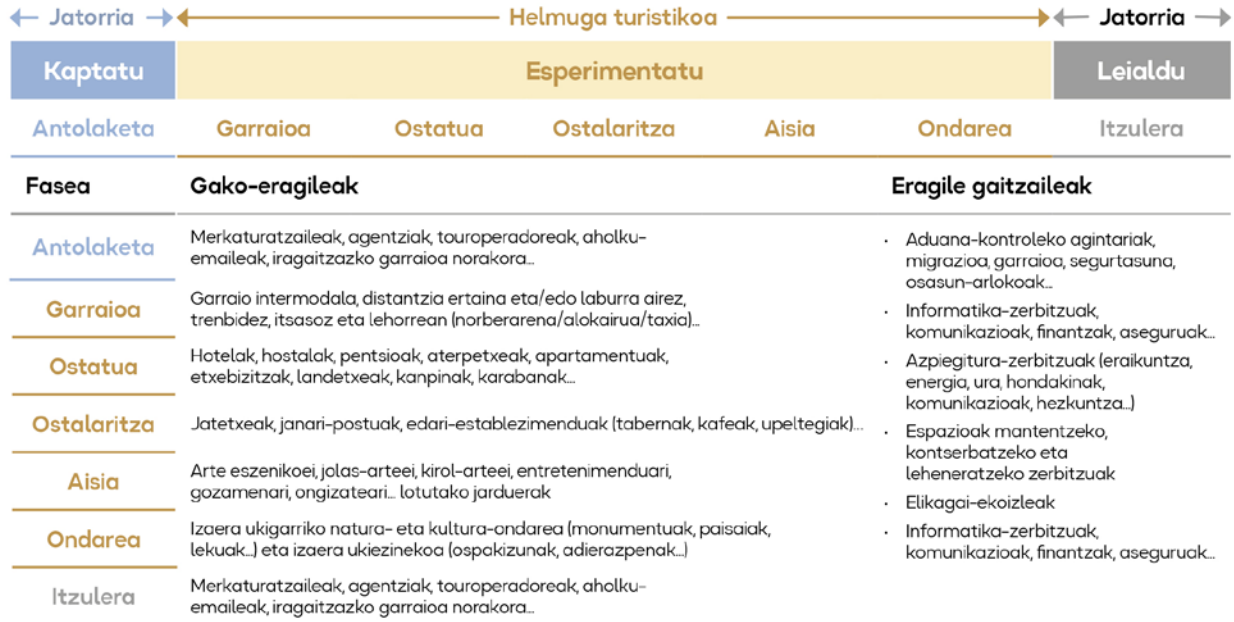 Jatorria
Helmuga turistikoa
Jatorria
Kaptatu
Esperimentatu
Leialdu
Antolaketa
Garraioa
Ostatua
Ostalaritza
Aisia
Ondarea
Itzulera
Fasea
Gako-eragileak
Eragile gaitzaileak
Antolaketa
Merkaturatzaileak, agentziak, touroperadoreak, aholku-
emaileak, iragaitzazko garraioa norakora...
Garraioa
Garraio intermodala, distantzia ertaina eta/edo laburra airez,
trenbidez, itsasoz eta lehorrean (norberarena/alokairua/taxia)...
Ostatua
Hotelak, hostalak, pentsioak, aterpetxeak, apartamentuak,
etxebizitzak, landetxeak, kanpinak, karabanak...
Ostalaritza
Jatetxeak, janari-postuak, edari-establezimenduak (tabernak, kafeak, upeltegiak)...
Aisia
Arte eszenikoei, jolas-arteei, kirol-arteei, entretenimenduari,
gozamenari, ongizateari... lotutako jarduerak
Ondarea
Izaera ukigarriko natura- eta kultura-ondarea (monumentuak, paisaiak,
lekuak...) eta izaera ukiezinekoa (ospakizunak, adierazpenak...)
Itzulera
Merkaturatzaileak, agentziak, touroperadoreak, aholku-
emaileak, iragaitzazko garraioa norakora...
• Aduana-kontroleko agintariak,
migrazioa, garraioa, segurtasuna,
osasun-arlokoak...
• Informatika-zerbitzuak,
komunikazioak, finantzak, aseguruak...
• Azpiegitura-zerbitzuak (eraikuntza,
energia, ura, hondakinak,
komunikazioak, hezkuntza...)
• Espazioak mantentzeko,
kontserbatzeko eta
leheneratzeko zerbitzuak
• Elikagai-ekoizleak
• Informatika-zerbitzuak,
komunikazioak, finantzak, aseguruak...